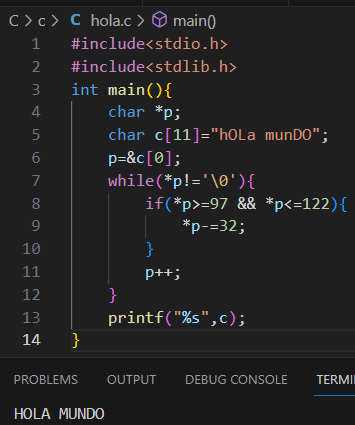 C > c > C hola.c > main()
1 #include<stdio.h>
2 #include<stdlib.h>
3 int main(){
4     char *p;
5     char c[11]="hOLa munDO";
6     p=&c[0];
7     while(*p!='\0'){
8         if(*p>=97 && *p<=122){
9             *p-=32;
10         }
11         p++;
12     }
13     printf("%s",c);
14 }
PROBLEMS OUTPUT DEBUG CONSOLE TERMI
HOLA MUNDO